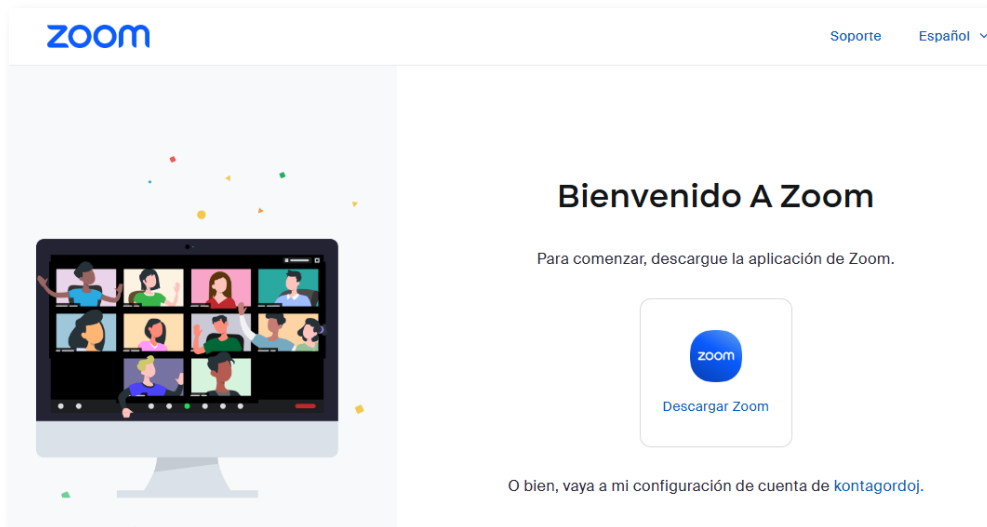 zoom
Soporte Español
Bienvenido A Zoom
Para comenzar, descargue la aplicación de Zoom.
zoom
Descargar Zoom
O bien, vaya a mi configuración de cuenta de kontagordoj.